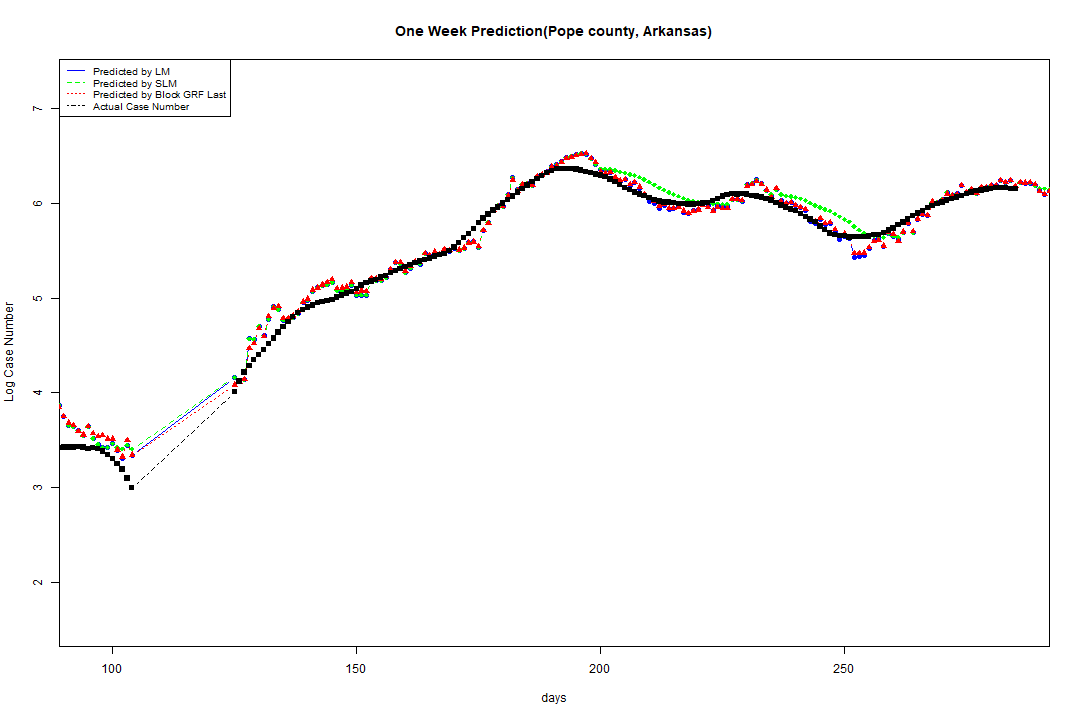 One Week Prediction(Pope county, Arkansas)
Predicted by LM
Predicted by SLM
Predicted by Block GRF Last
Actual Case Number
7
6
5
4
3
2
Log Case Number
100 150 200 250
days